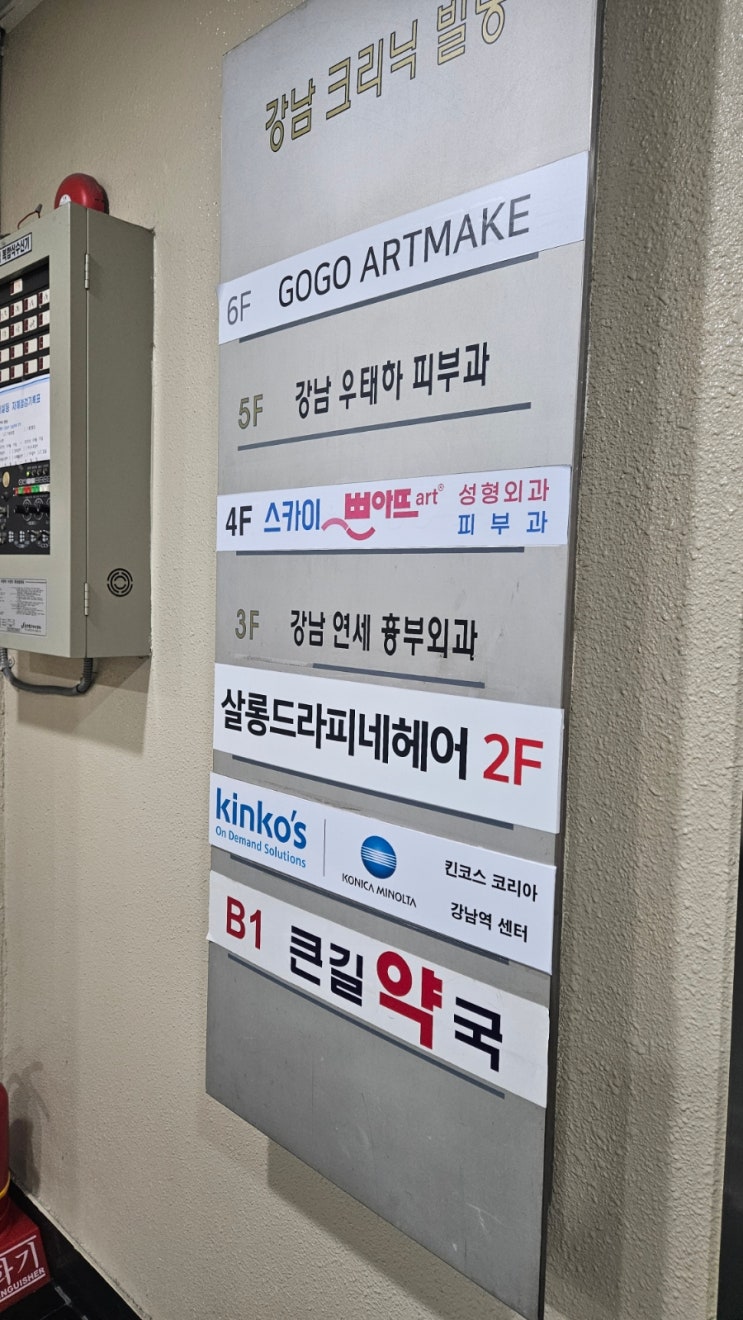 강남 크리닉 빌딩
6F GOGO ARTMAKE
5F 강남 우태하 피부과
4F 스카이 쁘아뜨 art® 성형외과
피부과
3F 강남 연세 흉부외과
살롱드라피네헤어 2F
kinko's
On Demand Solutions
KONICA MINOLTA
킨코스 코리아
강남역 센터
B1 큰길약국